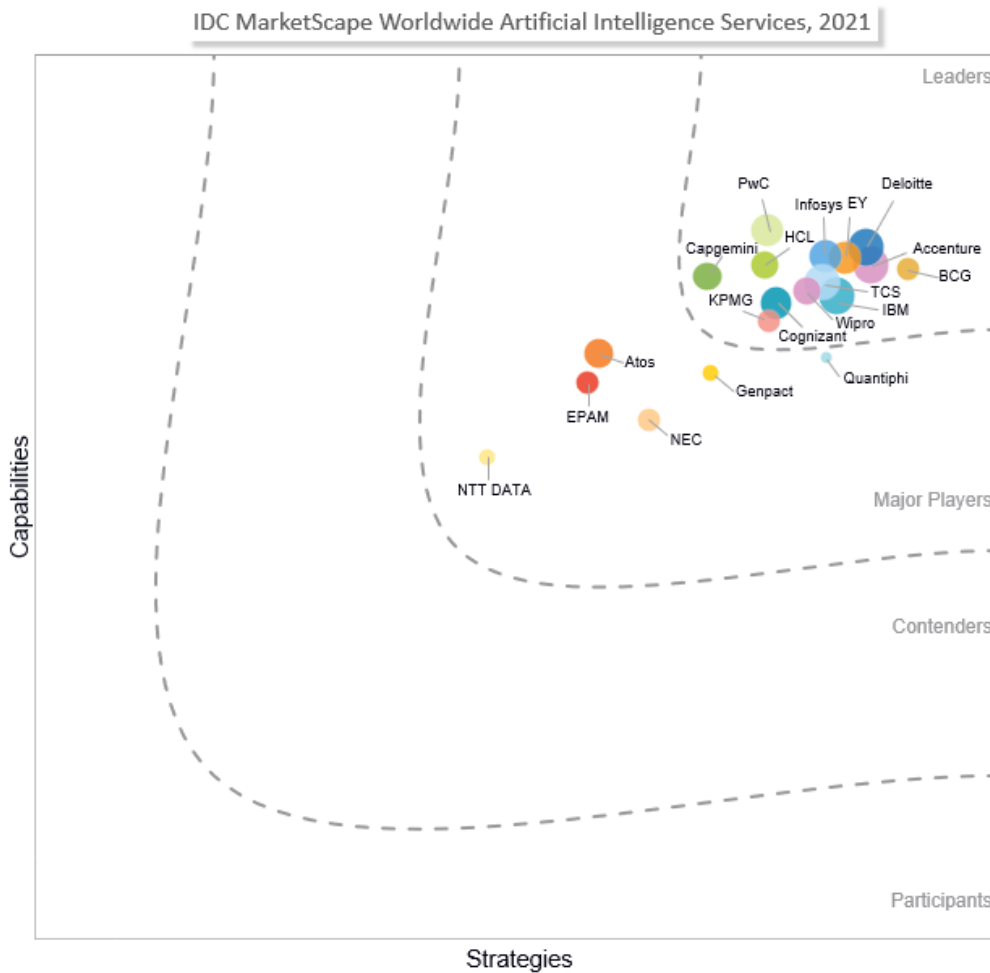 IDC MarketScape Worldwide Artificial Intelligence Services, 2021
Leaders
PwC
Deloitte
Infosys
EY
HCL
Capgemini
Accenture
BCG
TCS
KPMG
IBM
Wipro
Cognizant
Atos
Quantiphi
Genpact
EPAM
NEC
NTT DATA
Major Players
Capabilities
Contenders
Participants
Strategies